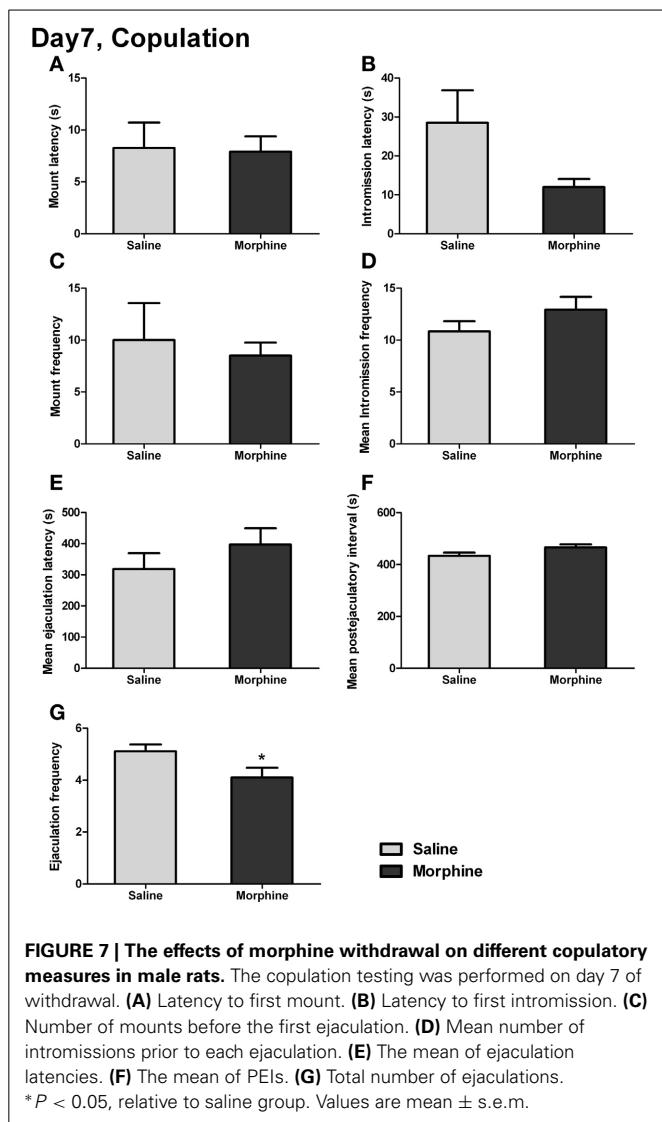 Day7, Copulation
A
Mount latency (s)
15
10
5
0
Saline
Morphine
B
Intromission latency (s)
40
30
20
10
0
Saline
Morphine
C
Mount frequency
15
10
5
0
Saline
Morphine
D
Mean Intromission frequency
15
10
5
0
Saline
Morphine
E
Mean ejaculation latency (s)
500
400
300
200
100
0
Saline
Morphine
F
Mean postejaculatory interval (s)
600
400
200
0
Saline
Morphine
G
Ejaculation frequency
6
4
2
0
*
Saline
Morphine
Saline
Morphine
FIGURE 7 | The effects of morphine withdrawal on different copulatory
measures in male rats. The copulation testing was performed on day 7 of
withdrawal. (A) Latency to first mount. (B) Latency to first intromission. (C)
Number of mounts before the first ejaculation. (D) Mean number of
intromissions prior to each ejaculation. (E) The mean of ejaculation
latencies. (F) The mean of PEIs. (G) Total number of ejaculations.
*P < 0.05, relative to saline group. Values are mean ± s.e.m.